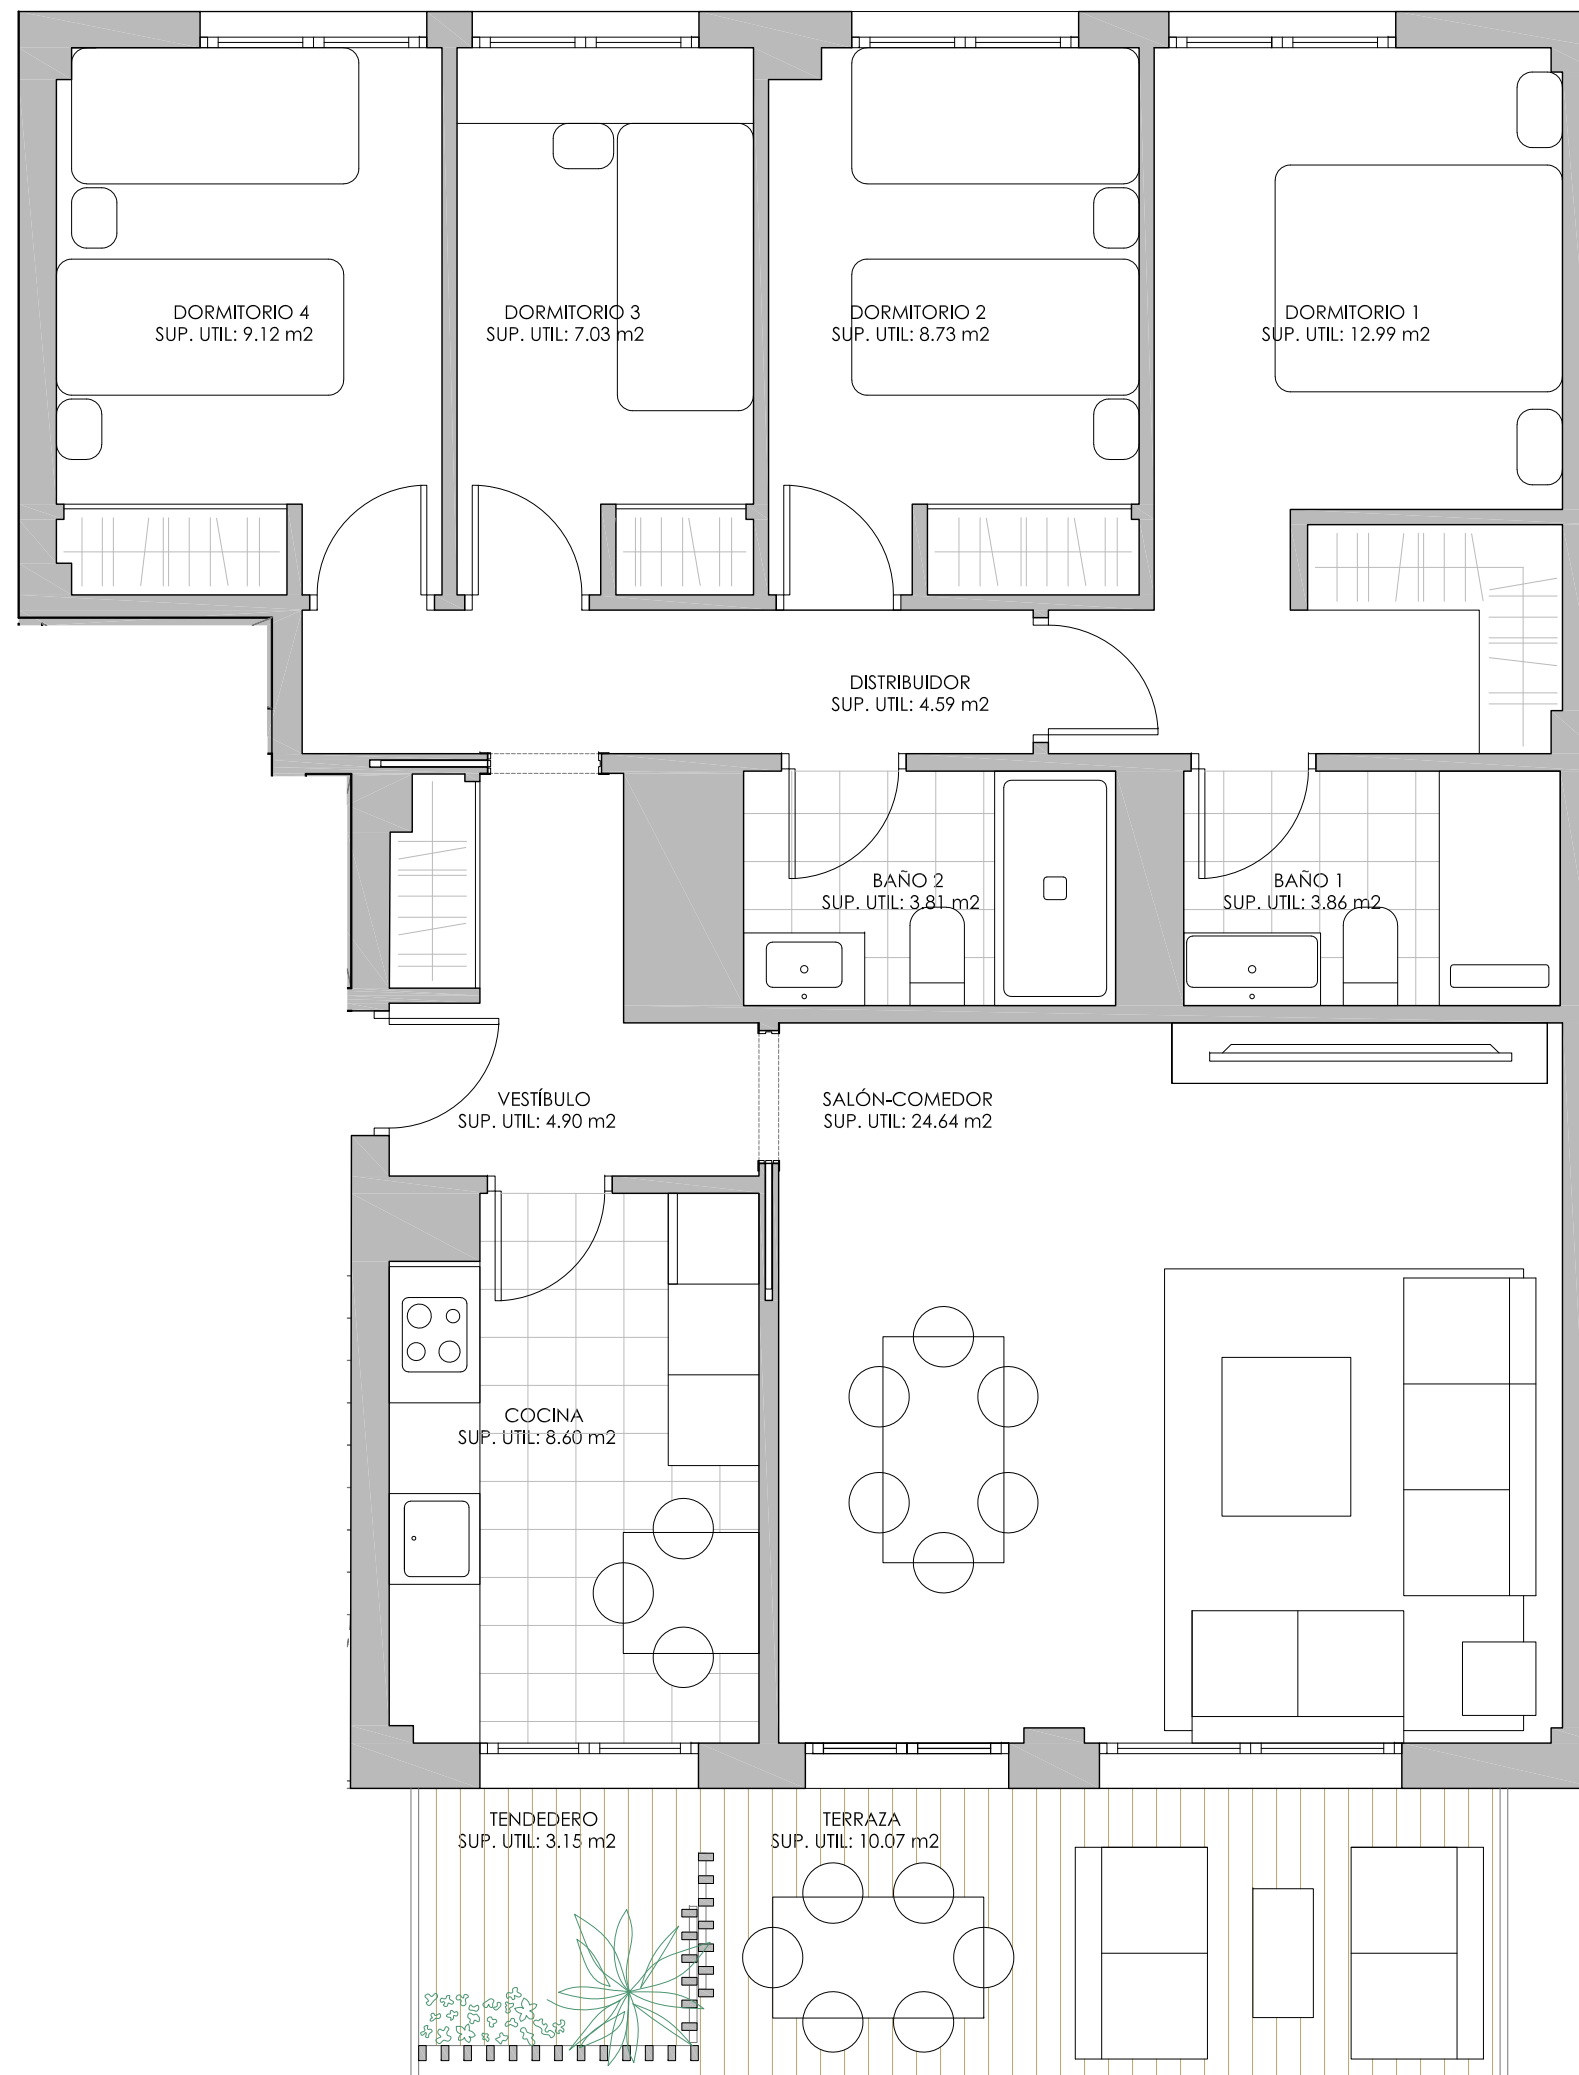 DORMITORIO 4
SUP. UTIL: 9.12 m2
DORMITORIO 3
SUP. UTIL: 7.03 m2
DORMITORIO 2
SUP. UTIL: 8.73 m2
DORMITORIO 1
SUP. UTIL: 12.99 m2
DISTRIBUIDOR
SUP. UTIL: 4.59 m2
BAÑO 2
SUP. UTIL: 3.81 m2
BAÑO 1
SUP. UTIL: 3.86 m2
VESTÍBULO
SUP. UTIL: 4.90 m2
SALÓN-COMEDOR
SUP. UTIL: 24.64 m2
COCINA
SUP. UTIL: 8.60 m2
TENDEDERO
SUP. UTIL: 3.15 m2
TERRAZA
SUP. UTIL: 10.07 m2